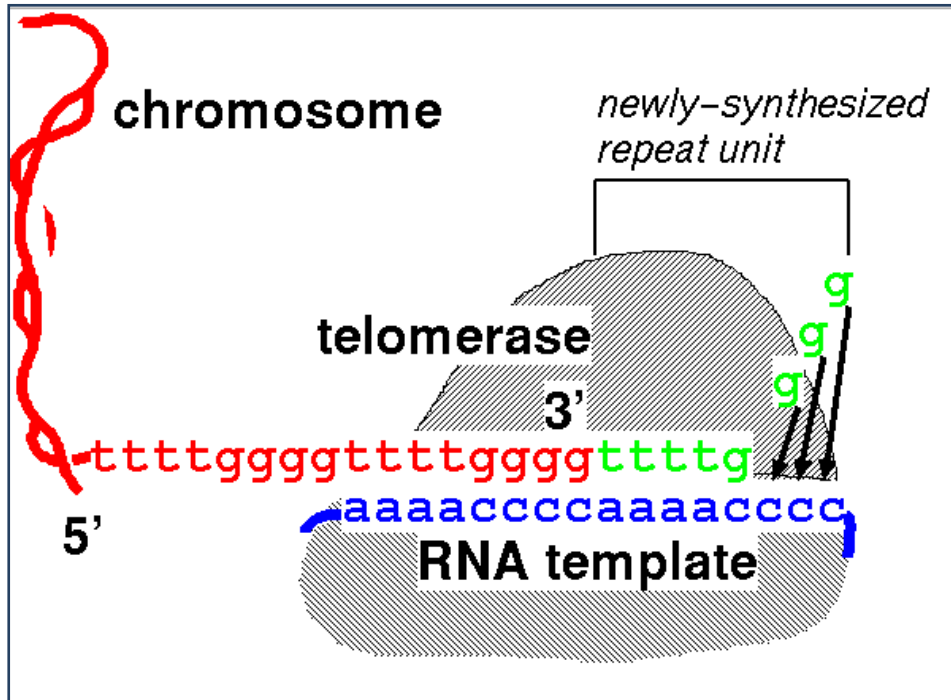 chromosome
newly-synthesized
repeat unit
g
g
telomerase
g
3’
ttttggggttttggggttttg
aaaaccccaaaacccc
5’
RNA template